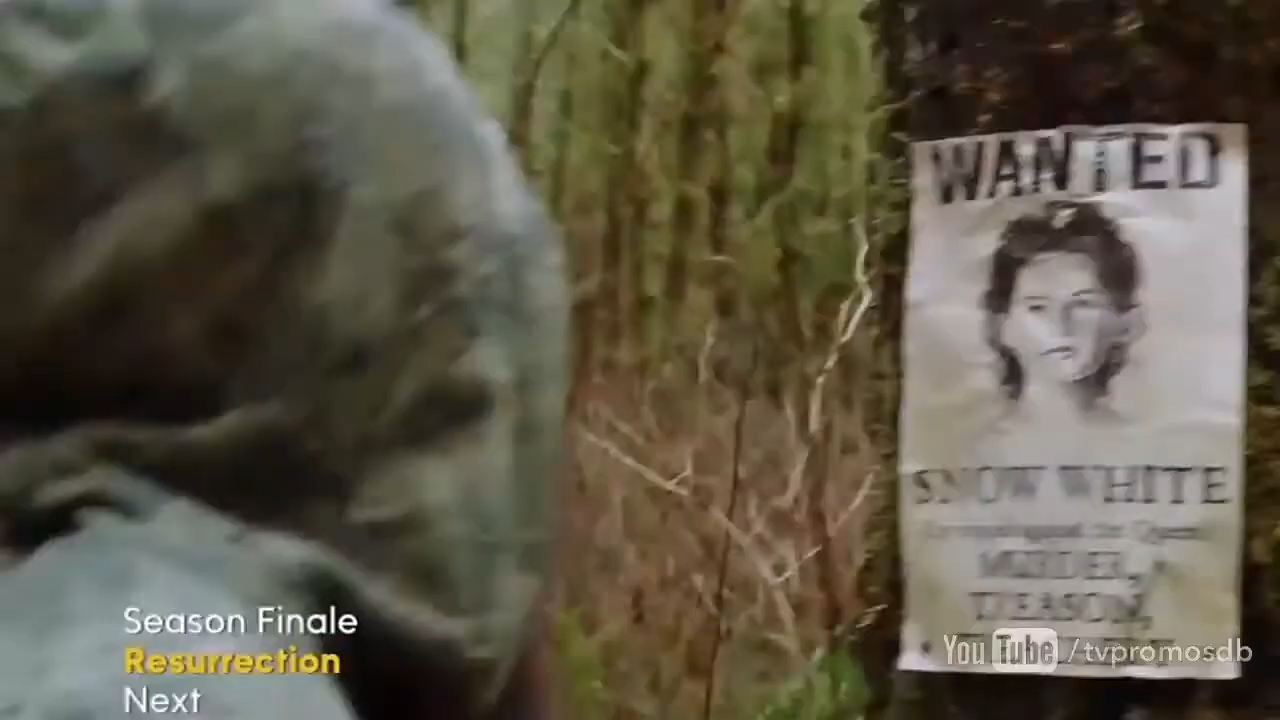 WANTED
SNOW WHITE
MURDER,
TREASON,
Season Finale
Resurrection
Next
YouTube /tvpromosdb